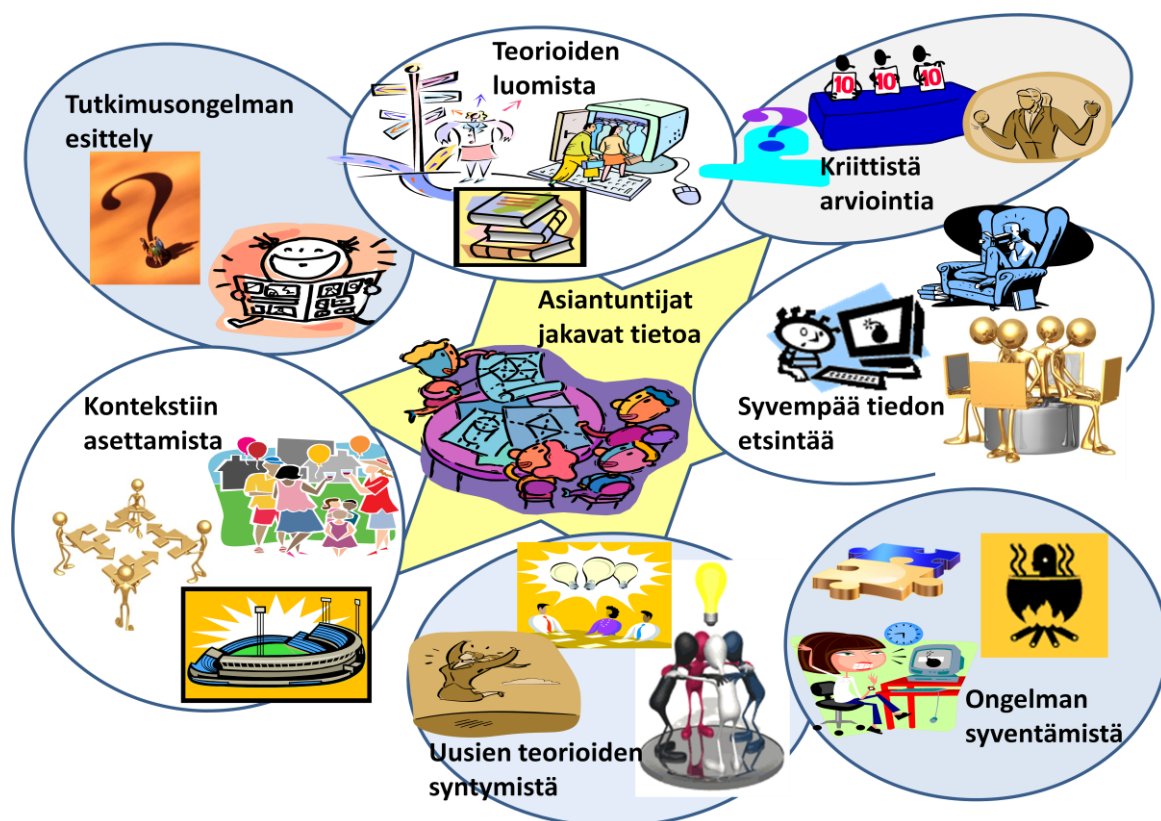 Tutkimusongelman
esittely
Teorioiden
luomista
10 10 10
Kriittistä
arviointia
Asiantuntijat
jakavat tietoa
Syvempää tiedon
etsintää
Kontekstiin
asettamista
Uusien teorioiden
syntymistä
Ongelman
syventämistä